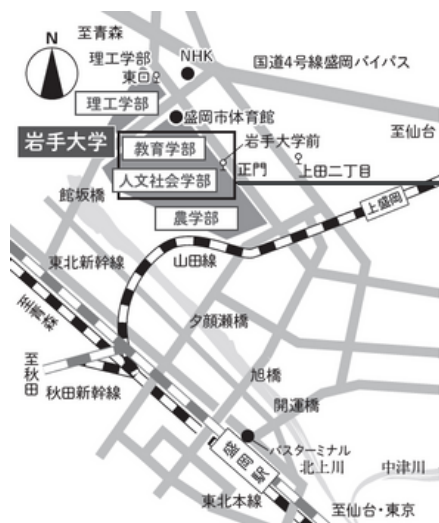 至青森
N
理工学部
東口
NHK
国道4号線盛岡バイパス
理工学部
盛岡市体育館
岩手大学
教育学部
岩手大学前
至仙台
正門
上田二丁目
人文社会学部
館坂橋
農学部
上盛岡
東北新幹線
山田線
至青森
夕顔瀬橋
至秋田
旭橋
秋田新幹線
開運橋
バスターミナル
盛岡駅
北上川
中津川
東北本線
至仙台・東京